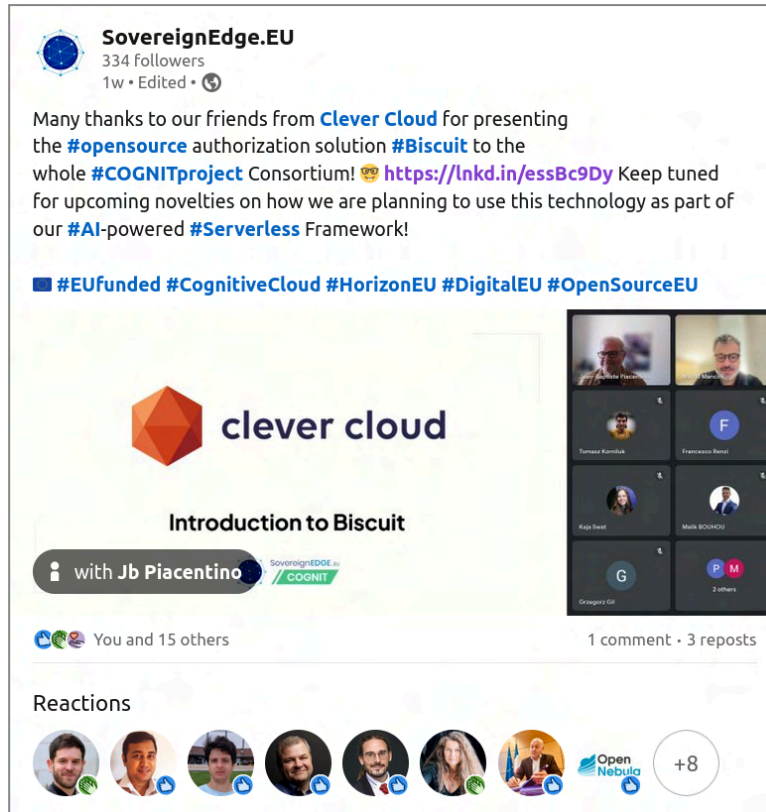 SovereignEdge.EU
334 followers
1w • Edited •
Many thanks to our friends from Clever Cloud for presenting
the #opensource authorization solution #Biscuit to the
whole #COGNITproject Consortium! 🤓 https://lnkd.in/essBc9Dy Keep tuned
for upcoming novelties on how we are planning to use this technology as part of
our #AI-powered #Serverless Framework!
🇪🇺 #EUfunded #CognitiveCloud #HorizonEU #DigitalEU #OpenSourceEU
clever cloud
Introduction to Biscuit
with Jb Piacentino
SovereignEDGE.eu
COGNIT
Tomasz Korniluk
F
Francesco Renzi
Kaja Swat
Malik BOUHOU
G
Grzegorz Gil
P M
2 others
You and 15 others
1 comment • 3 reposts
Reactions
Open
Nebula
+8